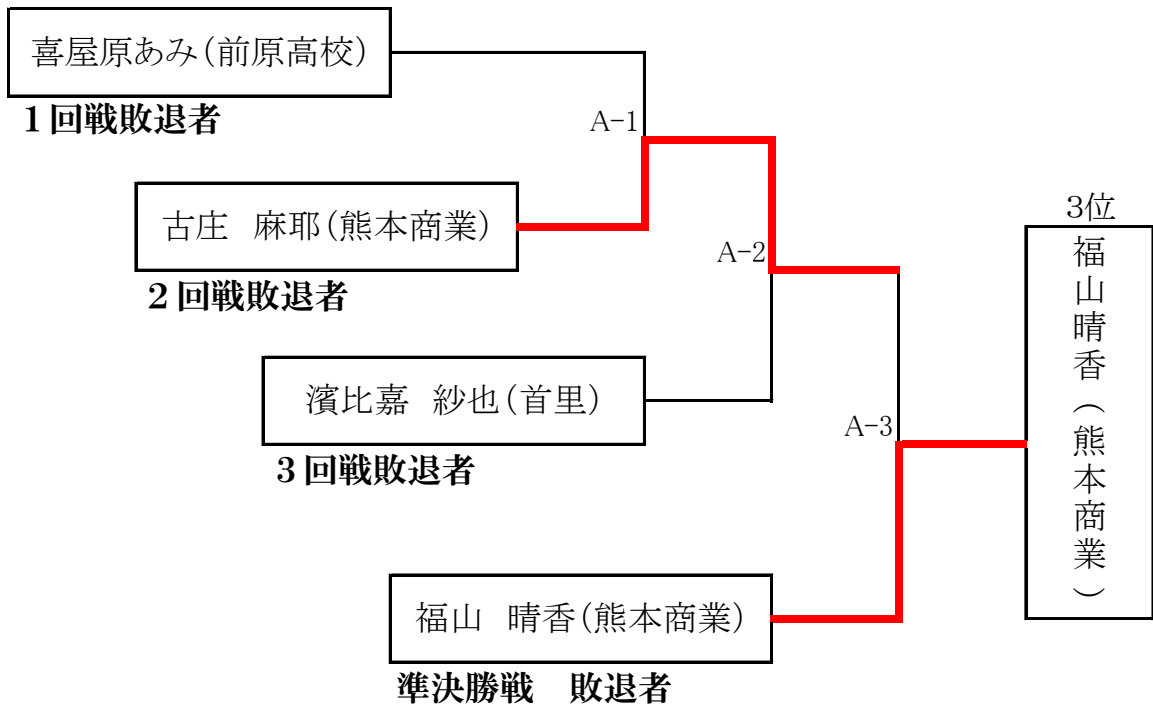 喜屋原あみ(前原高校)
1回戦敗退者
A-1
古庄　麻耶(熊本商業)
2回戦敗退者
A-2
濱比嘉　紗也(首里)
3回戦敗退者
A-3
福山　晴香(熊本商業)
準決勝戦　敗退者
3位
福山晴香(熊本商業)